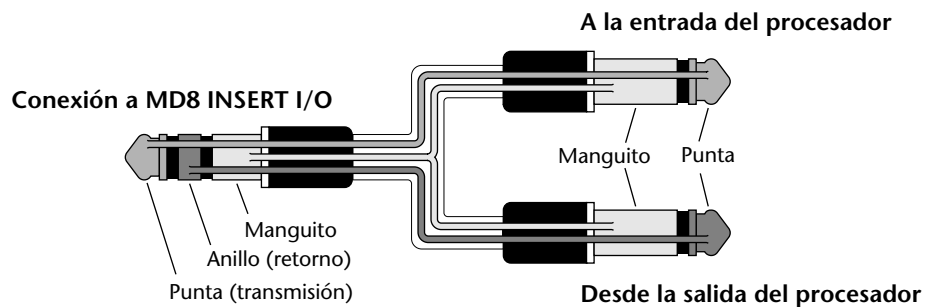 A la entrada del procesador
Conexión a MD8 INSERT I/O
Manguito
Punta
Manguito
Anillo (retorno)
Punta (transmisión)
Desde la salida del procesador